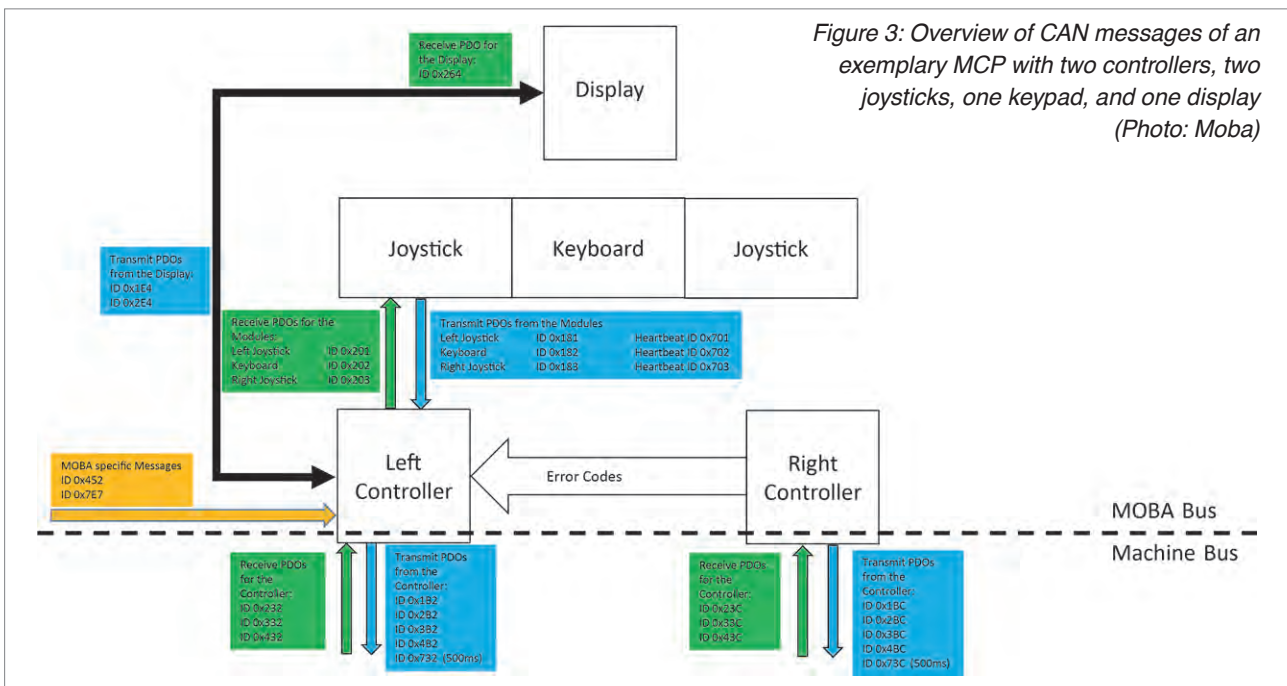 Figure 3: Overview of CAN messages of an
exemplary MCP with two controllers, two
joysticks, one keypad, and one display
(Photo: Moba)
Receive PDO for
the Display:
ID 0x264
Display
Transmit PDOs
from the Display:
ID 0x1E4
ID 0x2E4
Joystick
Keyboard
Joystick
Receive PDOs for the
Modules:
Left Joystick ID 0x201
Keyboard ID 0x202
Right Joystick ID 0x203
Transmit PDOs from the Modules
Left Joystick ID 0x181 Heartbeat ID 0x701
Keyboard ID 0x182 Heartbeat ID 0x702
Right Joystick ID 0x183 Heartbeat ID 0x703
MOBA specific Messages
ID 0x452
ID 0x7E7
Left
Controller
Error Codes
Right
Controller
MOBA Bus
Machine Bus
Receive PDOs
for the
Controller:
ID 0x232
ID 0x332
ID 0x432
Transmit PDOs
from the
Controller:
ID 0x1B2
ID 0x2B2
ID 0x3B2
ID 0x4B2
ID 0x732 (500ms)
Receive PDOs
for the
Controller:
ID 0x23C
ID 0x33C
ID 0x43C
Transmit PDOs
from the
Controller:
ID 0x1BC
ID 0x2BC
ID 0x3BC
ID 0x4BC
ID 0x73C (500ms)